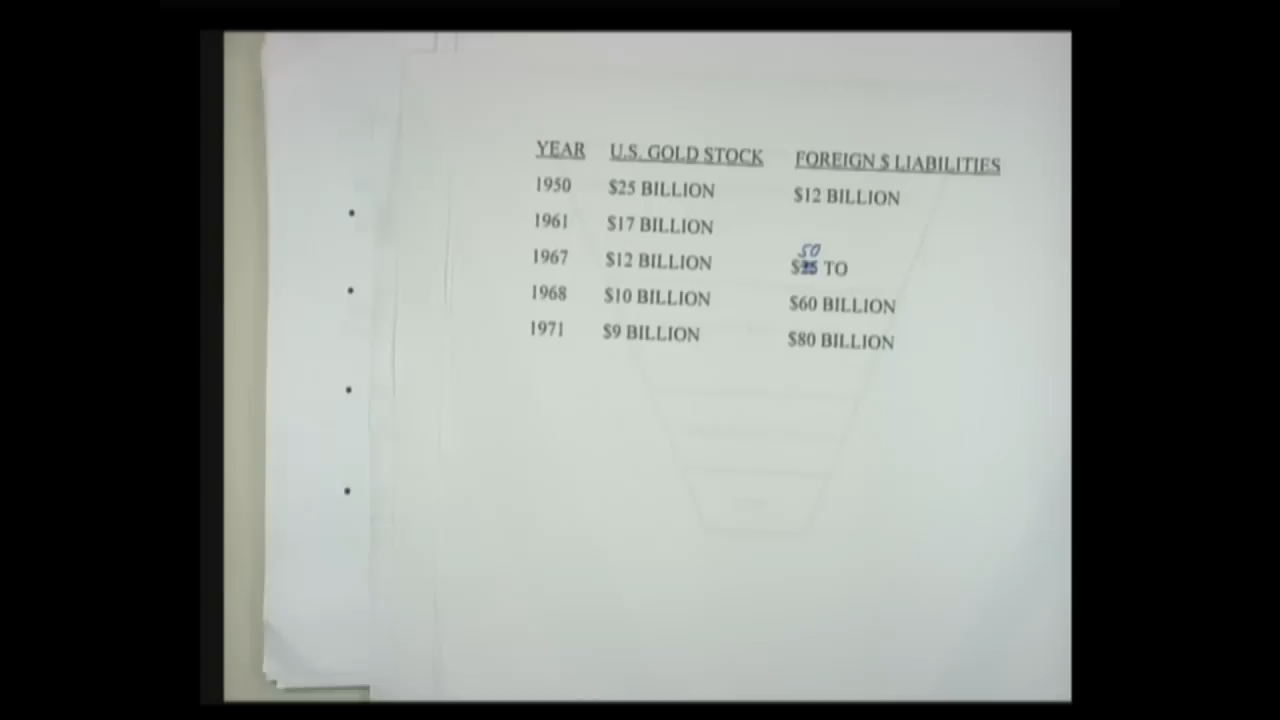 YEAR U.S. GOLD STOCK FOREIGN $ LIABILITIES
1950 $25 BILLION $12 BILLION
1961 $17 BILLION
50
1967 $12 BILLION $ TO
1968 $10 BILLION $60 BILLION
1971 $9 BILLION $80 BILLION